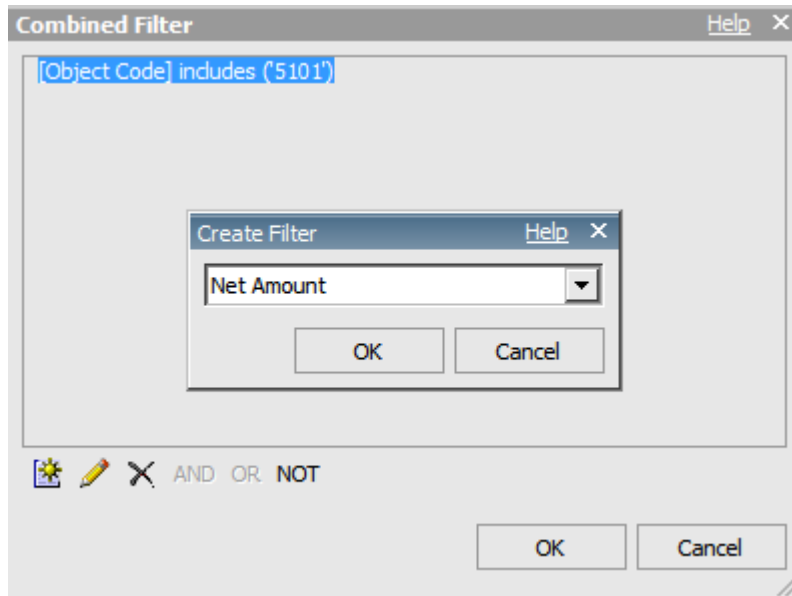 Combined Filter Help X
[Object Code] includes ('5101')
Create Filter Help X
Net Amount
OK Cancel
AND OR NOT
OK Cancel